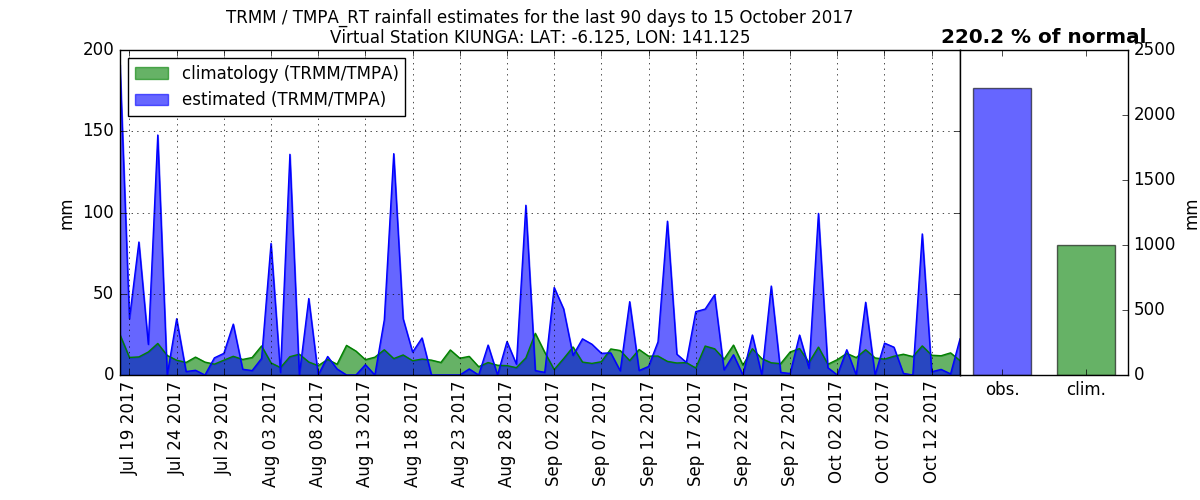 TRMM / TMPA_RT rainfall estimates for the last 90 days to 15 October 2017
Virtual Station KIUNGA: LAT: -6.125, LON: 141.125
220.2 % of normal
climatology (TRMM/TMPA)
estimated (TRMM/TMPA)
200
150
100
50
0
mm
Jul 19 2017
Jul 24 2017
Jul 29 2017
Aug 03 2017
Aug 08 2017
Aug 13 2017
Aug 18 2017
Aug 23 2017
Aug 28 2017
Sep 02 2017
Sep 07 2017
Sep 12 2017
Sep 17 2017
Sep 22 2017
Sep 27 2017
Oct 02 2017
Oct 07 2017
Oct 12 2017
obs.
clim.
2500
2000
1500
1000
500
0
mm